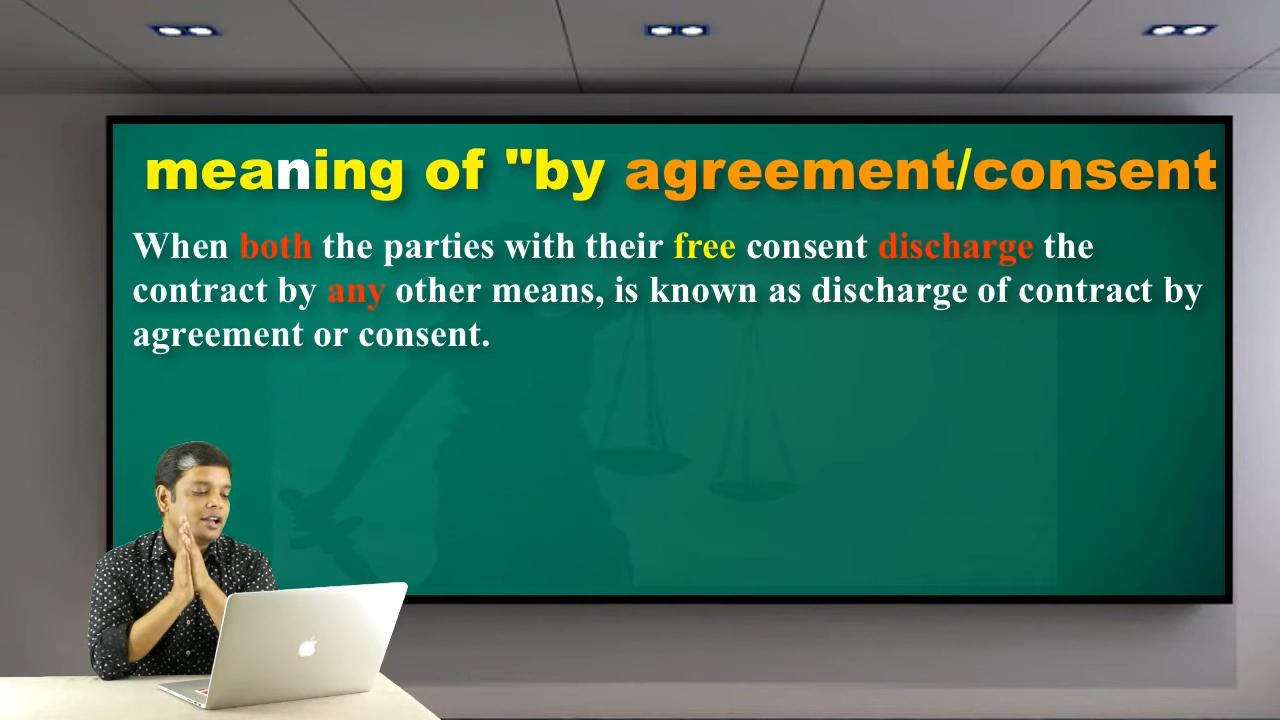 meaning of "by agreement/consent
When both the parties with their free consent discharge the
contract by any other means, is known as discharge of contract by
agreement or consent.